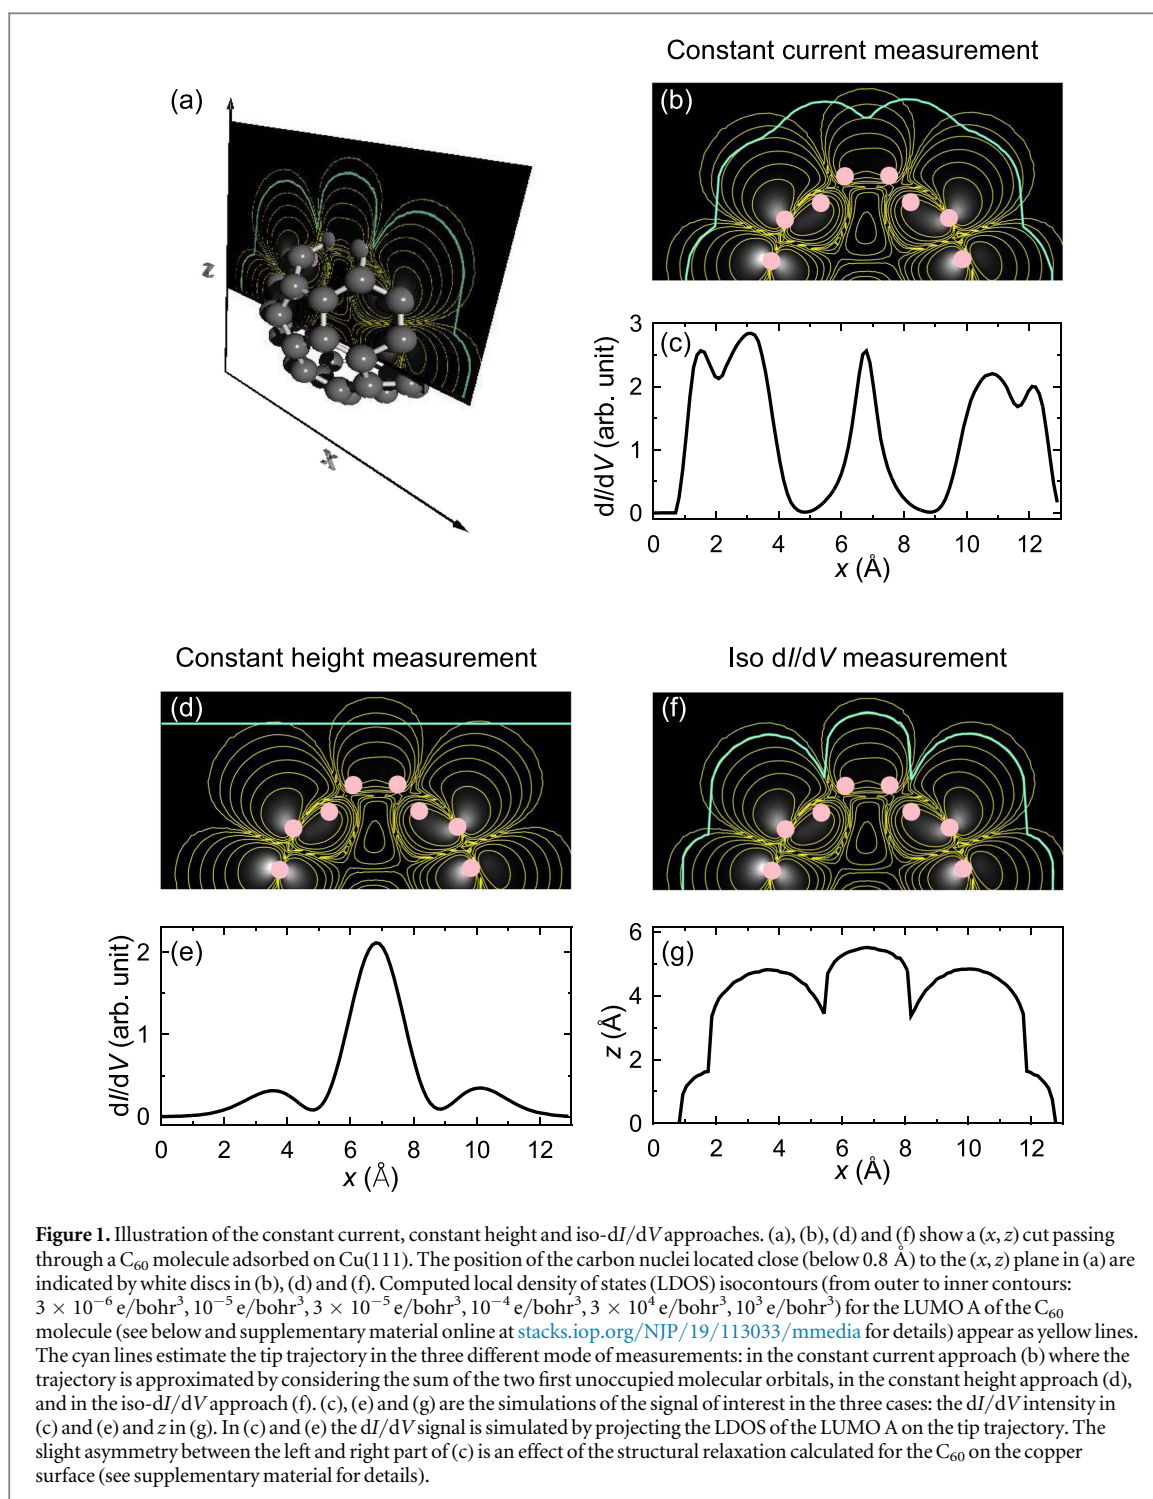 Constant current measurement
(a)
z
x
(b)
(c)
dI/dV (arb. unit)
3
2
1
0
0 2 4 6 8 10 12
x (Å)
Constant height measurement
(d)
(e)
dI/dV (arb. unit)
2
1
0
0 2 4 6 8 10 12
x (Å)
Iso dI/dV measurement
(f)
(g)
z (Å)
6
4
2
0
0 2 4 6 8 10 12
x (Å)
Figure 1. Illustration of the constant current, constant height and iso-dI/dV approaches. (a), (b), (d) and (f) show a (x, z) cut passing
through a C₆₀ molecule adsorbed on Cu(111). The position of the carbon nuclei located close (below 0.8 Å) to the (x, z) plane in (a) are
indicated by white discs in (b), (d) and (f). Computed local density of states (LDOS) isocontours (from outer to inner contours:
3 × 10⁻⁶ e/bohr³, 10⁻⁵ e/bohr³, 3 × 10⁻⁵ e/bohr³, 10⁻⁴ e/bohr³, 3 × 10⁴ e/bohr³, 10³ e/bohr³) for the LUMO A of the C₆₀
molecule (see below and supplementary material online at stacks.iop.org/NJP/19/113033/mmedia for details) appear as yellow lines.
The cyan lines estimate the tip trajectory in the three different mode of measurements: in the constant current approach (b) where the
trajectory is approximated by considering the sum of the two first unoccupied molecular orbitals, in the constant height approach (d),
and in the iso-dI/dV approach (f). (c), (e) and (g) are the simulations of the signal of interest in the three cases: the dI/dV intensity in
(c) and (e) and z in (g). In (c) and (e) the dI/dV signal is simulated by projecting the LDOS of the LUMO A on the tip trajectory. The
slight asymmetry between the left and right part of (c) is an effect of the structural relaxation calculated for the C₆₀ on the copper
surface (see supplementary material for details).